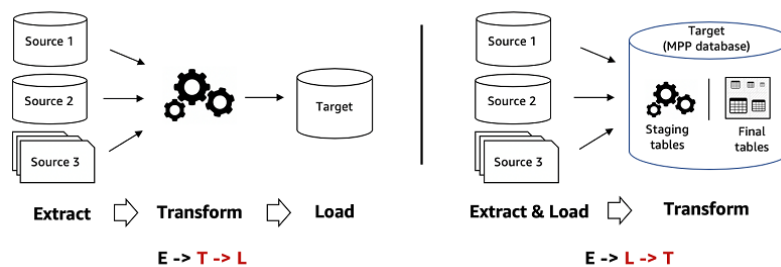 Source 1
Source 2
Source 3
Target
Extract
Transform
Load
E -> T -> L
Source 1
Source 2
Source 3
Target
(MPP database)
Staging
tables
Final
tables
Extract & Load
Transform
E -> L -> T